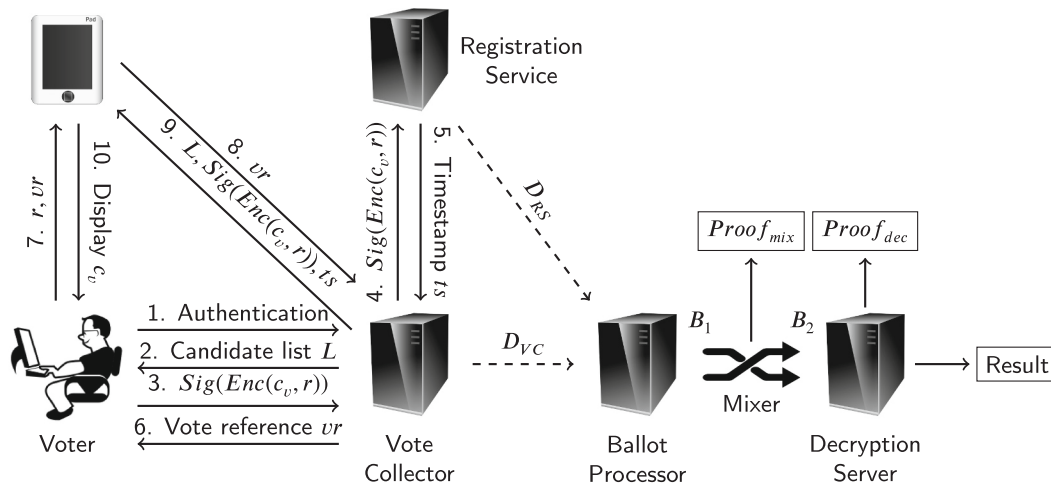 Pad
Registration
Service
7. r, vr
10. Display c_v
8. vr
9. L, Sig(Enc(c_v, r)), ts
4. Sig(Enc(c_v, r))
5. Timestamp ts
D_RS
Proof_mix
Proof_dec
1. Authentication
2. Candidate list L
3. Sig(Enc(c_v, r))
6. Vote reference vr
D_VC
B_1
B_2
Result
Mixer
Voter
Vote
Collector
Ballot
Processor
Decryption
Server